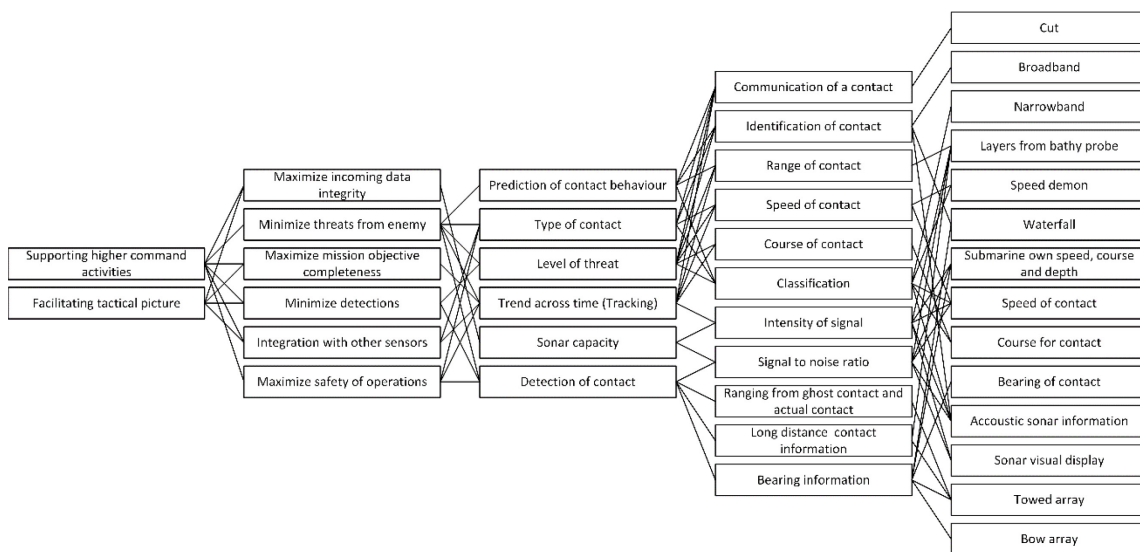 Supporting higher command
activities
Facilitating tactical picture
Maximize incoming data
integrity
Minimize threats from enemy
Maximize mission objective
completeness
Minimize detections
Integration with other sensors
Maximize safety of operations
Prediction of contact behaviour
Type of contact
Level of threat
Trend across time (Tracking)
Sonar capacity
Detection of contact
Communication of a contact
Identification of contact
Range of contact
Speed of contact
Course of contact
Classification
Intensity of signal
Signal to noise ratio
Ranging from ghost contact and
actual contact
Long distance contact
information
Bearing information
Cut
Broadband
Narrowband
Layers from bathy probe
Speed demon
Waterfall
Submarine own speed, course
and depth
Speed of contact
Course for contact
Bearing of contact
Accoustic sonar information
Sonar visual display
Towed array
Bow array